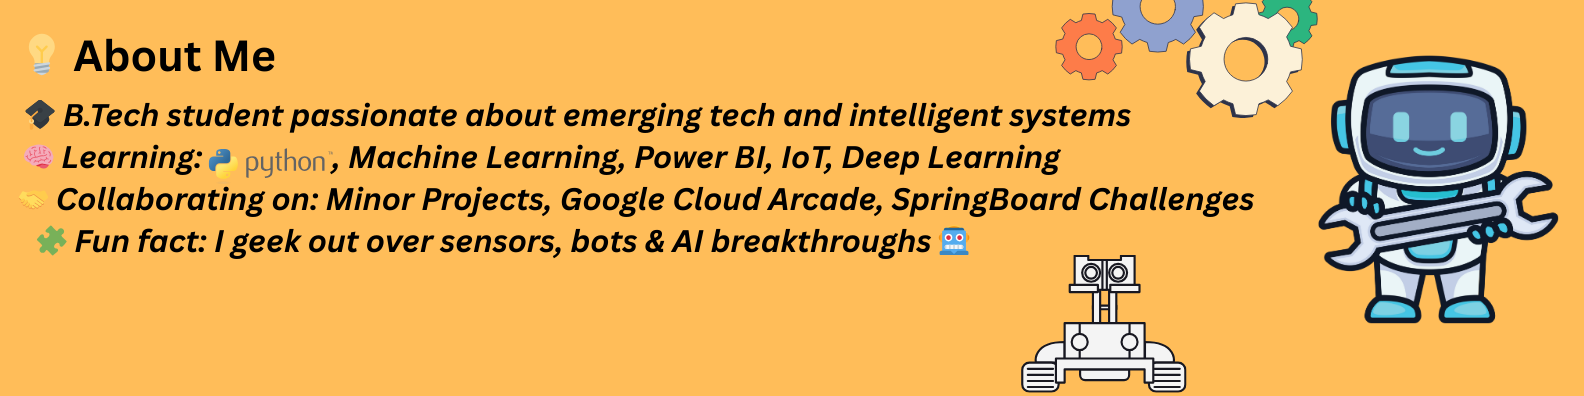 About Me
B.Tech student passionate about emerging tech and intelligent systems
Learning: python™, Machine Learning, Power BI, IoT, Deep Learning
Collaborating on: Minor Projects, Google Cloud Arcade, SpringBoard Challenges
Fun fact: I geek out over sensors, bots & AI breakthroughs